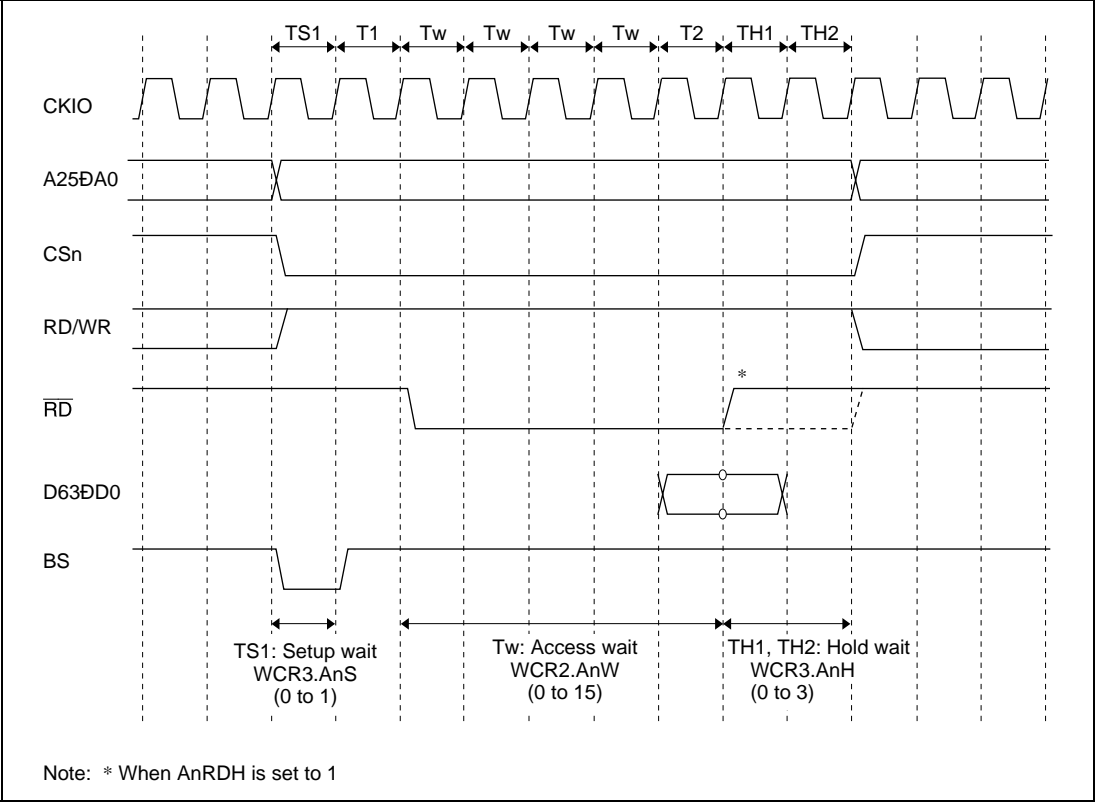 TS1 T1 Tw Tw Tw Tw T2 TH1 TH2
CKIO
A25ĐA0
CSn
RD/WR
*
RD
D63ĐD0
BS
TS1: Setup wait
WCR3.AnS
(0 to 1)
Tw: Access wait
WCR2.AnW
(0 to 15)
TH1, TH2: Hold wait
WCR3.AnH
(0 to 3)
Note: * When AnRDH is set to 1